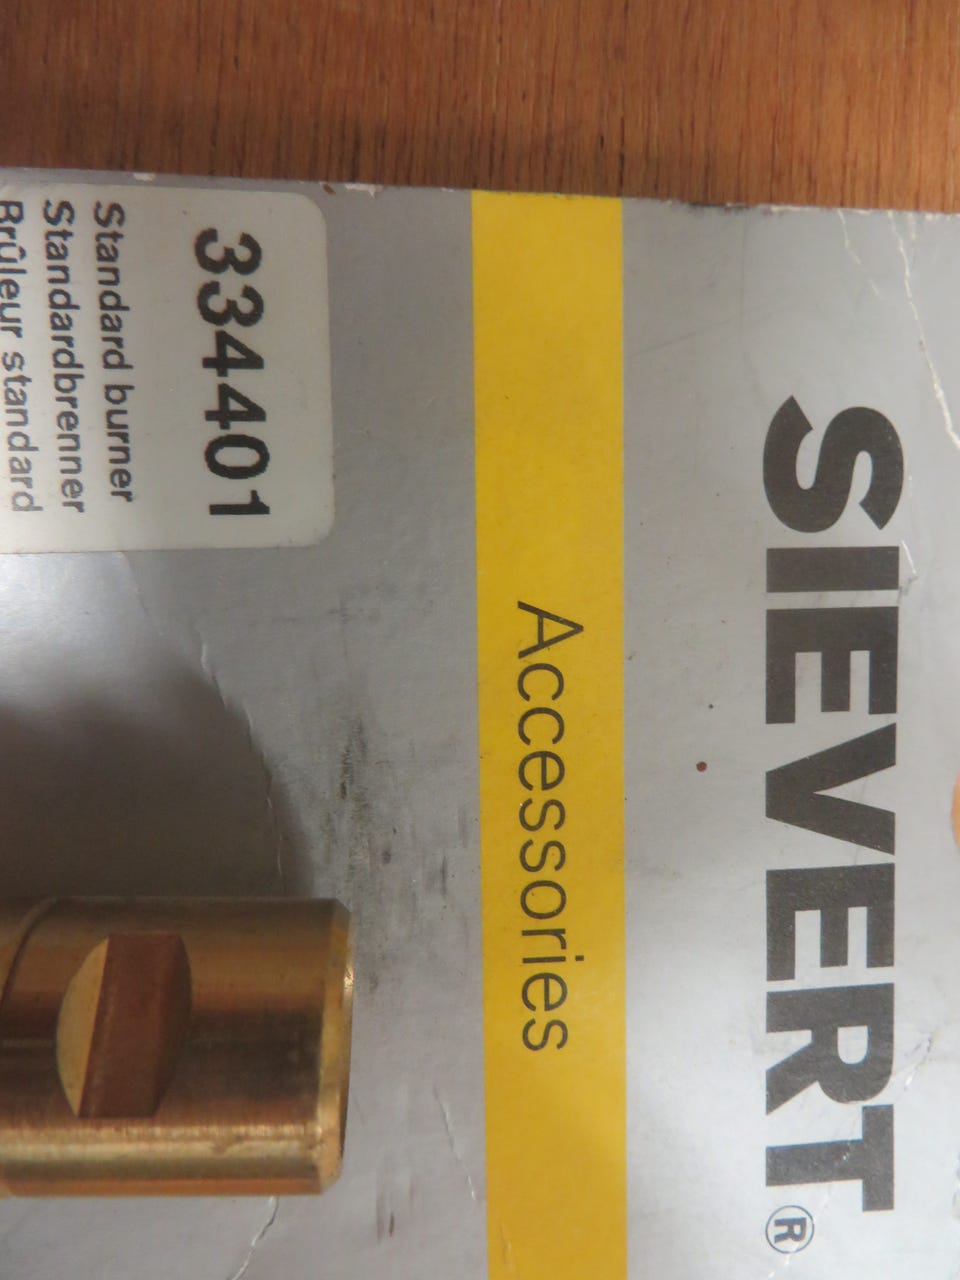 SIEVERT®
Accessories
334401
Standard burner
Standardbrenner
Brûleur standard